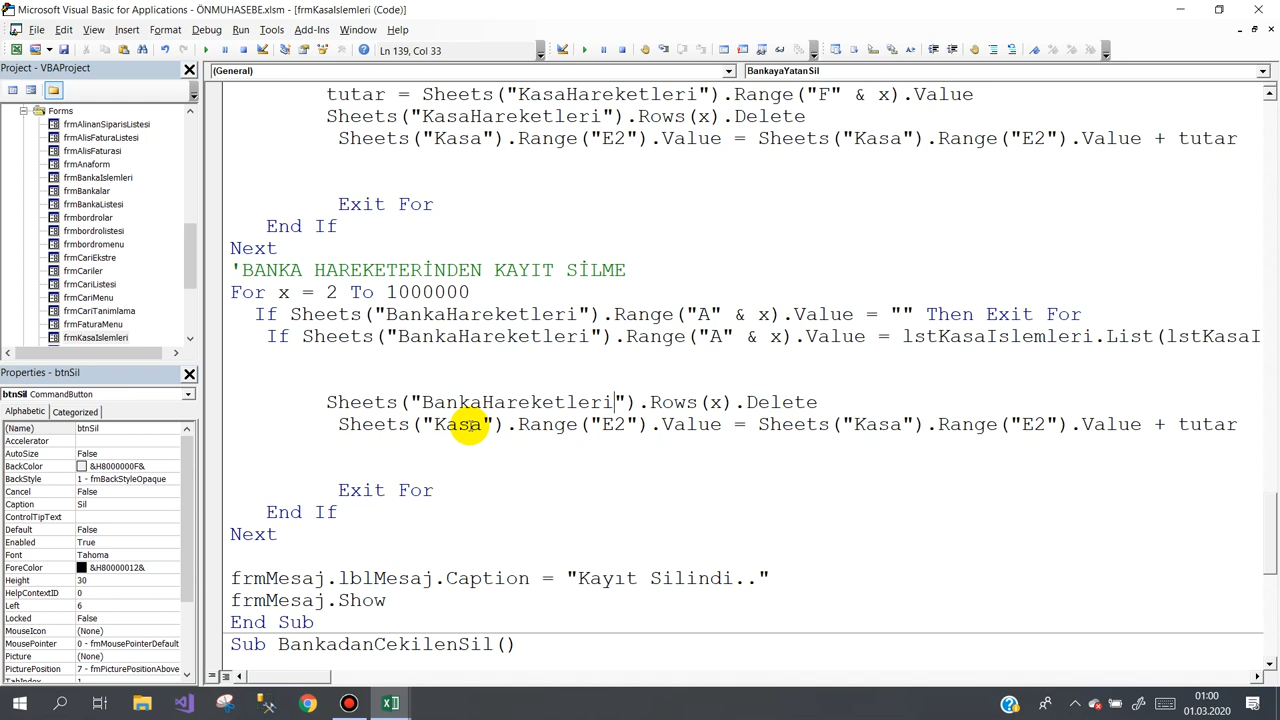 Microsoft Visual Basic for Applications - ÖNMUHASEBE.xlsm - [frmKasaIslemleri (Code)]
File Edit View Insert Format Debug Run Tools Add-Ins Window Help
Ln 139, Col 33
Project - VBAProject
(General)
BankayaYatanSil
Forms
frmAlinanSiparisListesi
frmAlisFaturaListesi
frmAlisFaturasi
frmAnaform
frmBankaIslemleri
frmBankalar
frmBankaListesi
frmbordrolar
frmbordrolistesi
frmbordromenu
frmCariEkstre
frmCariler
frmCariListesi
frmCariMenu
frmCariTanimlama
frmFaturaMenu
frmKasaIslemleri
Properties - btnSil
btnSil CommandButton
Alphabetic Categorized
(Name) btnSil
Accelerator
AutoSize False
BackColor &H8000000F&
BackStyle 1 - fmBackStyleOpaque
Cancel False
Caption Sil
ControlTipText
Default False
Enabled True
Font Tahoma
ForeColor &H80000012&
Height 30
HelpContextID 0
Left 6
Locked False
MouseIcon (None)
MousePointer 0 - fmMousePointerDefault
Picture (None)
PicturePosition 7 - fmPicturePositionAbove
TabIndex 1
tutar = Sheets("KasaHareketleri").Range("F" & x).Value
Sheets("KasaHareketleri").Rows(x).Delete
Sheets("Kasa").Range("E2").Value = Sheets("Kasa").Range("E2").Value + tutar
Exit For
End If
Next
'BANKA HAREKETERİNDEN KAYIT SİLME
For x = 2 To 1000000
If Sheets("BankaHareketleri").Range("A" & x).Value = "" Then Exit For
If Sheets("BankaHareketleri").Range("A" & x).Value = lstKasaIslemleri.List(lstKasaI
Sheets("BankaHareketleri").Rows(x).Delete
Sheets("Kasa").Range("E2").Value = Sheets("Kasa").Range("E2").Value + tutar
Exit For
End If
Next
frmMesaj.lblMesaj.Caption = "Kayıt Silindi.."
frmMesaj.Show
End Sub
Sub BankadanCekilenSil()
01:00
01.03.2020